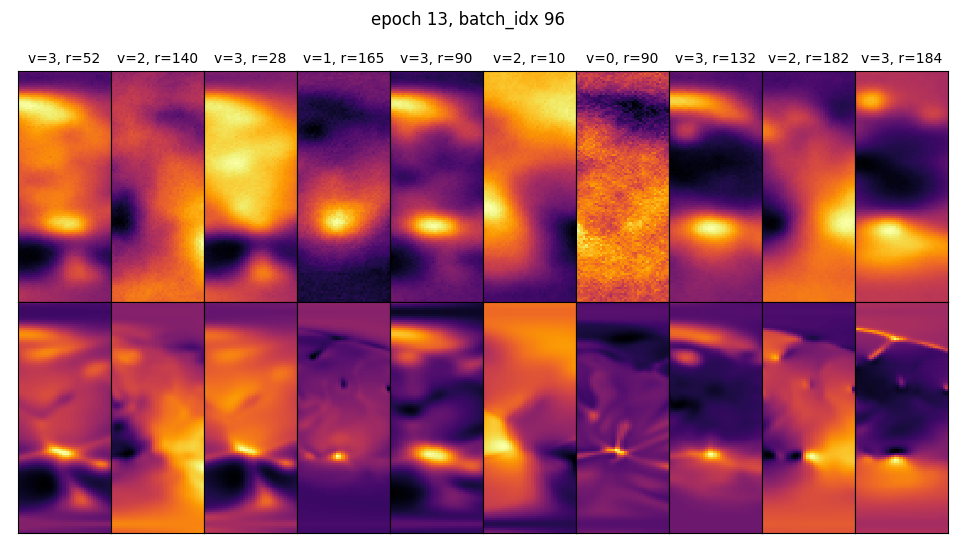 epoch 13, batch_idx 96
v=3, r=52 v=2, r=140 v=3, r=28 v=1, r=165 v=3, r=90 v=2, r=10 v=0, r=90 v=3, r=132 v=2, r=182 v=3, r=184